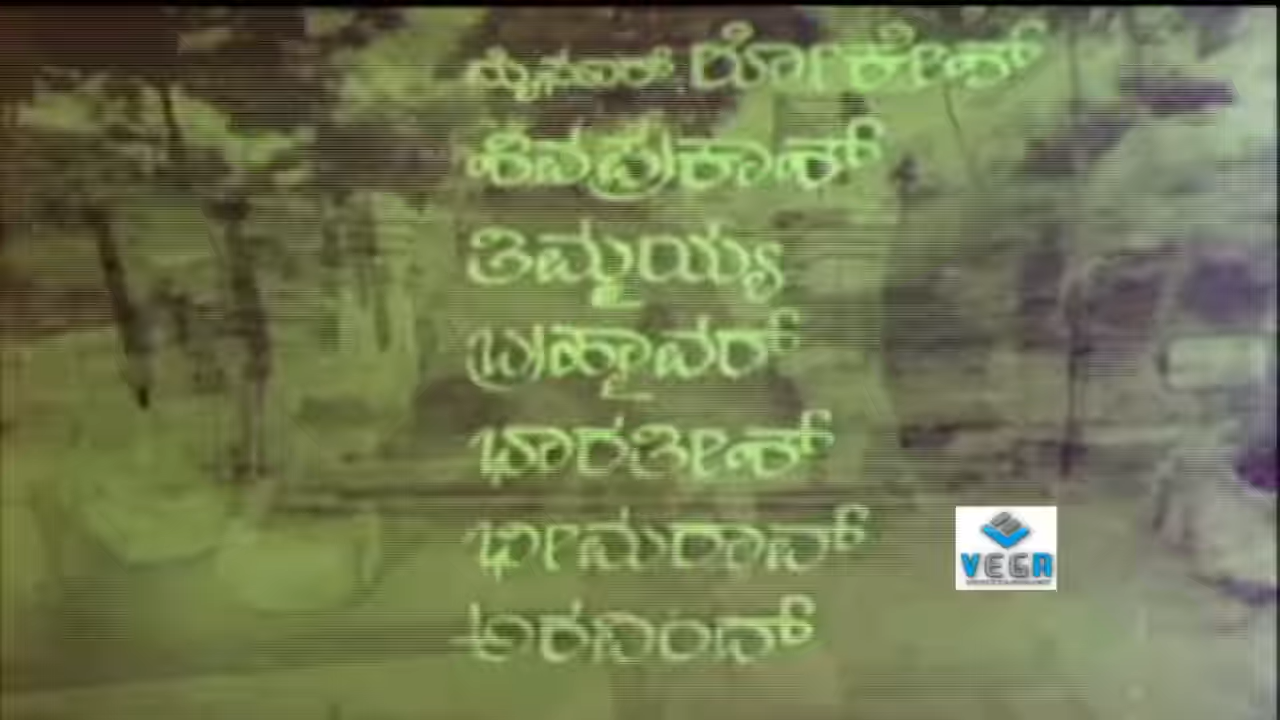 ಮೈಸೂರ್ ಲೋಕೇಶ್
ಶಿವಪ್ರಕಾಶ್
ತಿಮ್ಮಯ್ಯ
ಬ್ರಹ್ಮಾವರ್
ಭಾರತೀಶ್
ಭೀಮರಾವ್
ಅರವಿಂದ್
VEGA